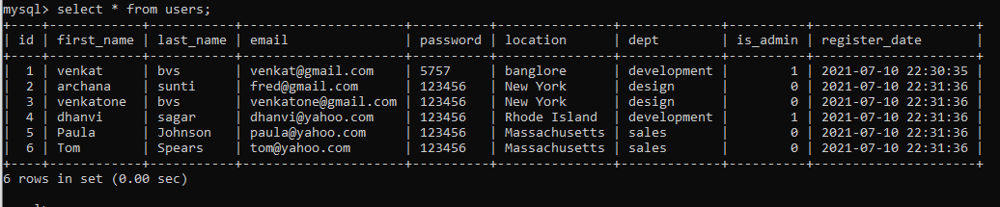 mysql> select * from users;
+----+------------+-----------+---------------------+----------+---------------+-------------+----------+---------------------+
| id | first_name | last_name | email               | password | location      | dept        | is_admin | register_date       |
+----+------------+-----------+---------------------+----------+---------------+-------------+----------+---------------------+
|  1 | venkat     | bvs       | venkat@gmail.com    | 5757     | banglore      | development |        1 | 2021-07-10 22:30:35 |
|  2 | archana    | sunti     | fred@gmail.com      | 123456   | New York      | design      |        0 | 2021-07-10 22:31:36 |
|  3 | venkatone  | bvs       | venkatone@gmail.com | 123456   | New York      | design      |        0 | 2021-07-10 22:31:36 |
|  4 | dhanvi     | sagar     | dhanvi@yahoo.com    | 123456   | Rhode Island  | development |        1 | 2021-07-10 22:31:36 |
|  5 | Paula      | Johnson   | paula@yahoo.com     | 123456   | Massachusetts | sales       |        0 | 2021-07-10 22:31:36 |
|  6 | Tom        | Spears    | tom@yahoo.com       | 123456   | Massachusetts | sales       |        0 | 2021-07-10 22:31:36 |
+----+------------+-----------+---------------------+----------+---------------+-------------+----------+---------------------+
6 rows in set (0.00 sec)